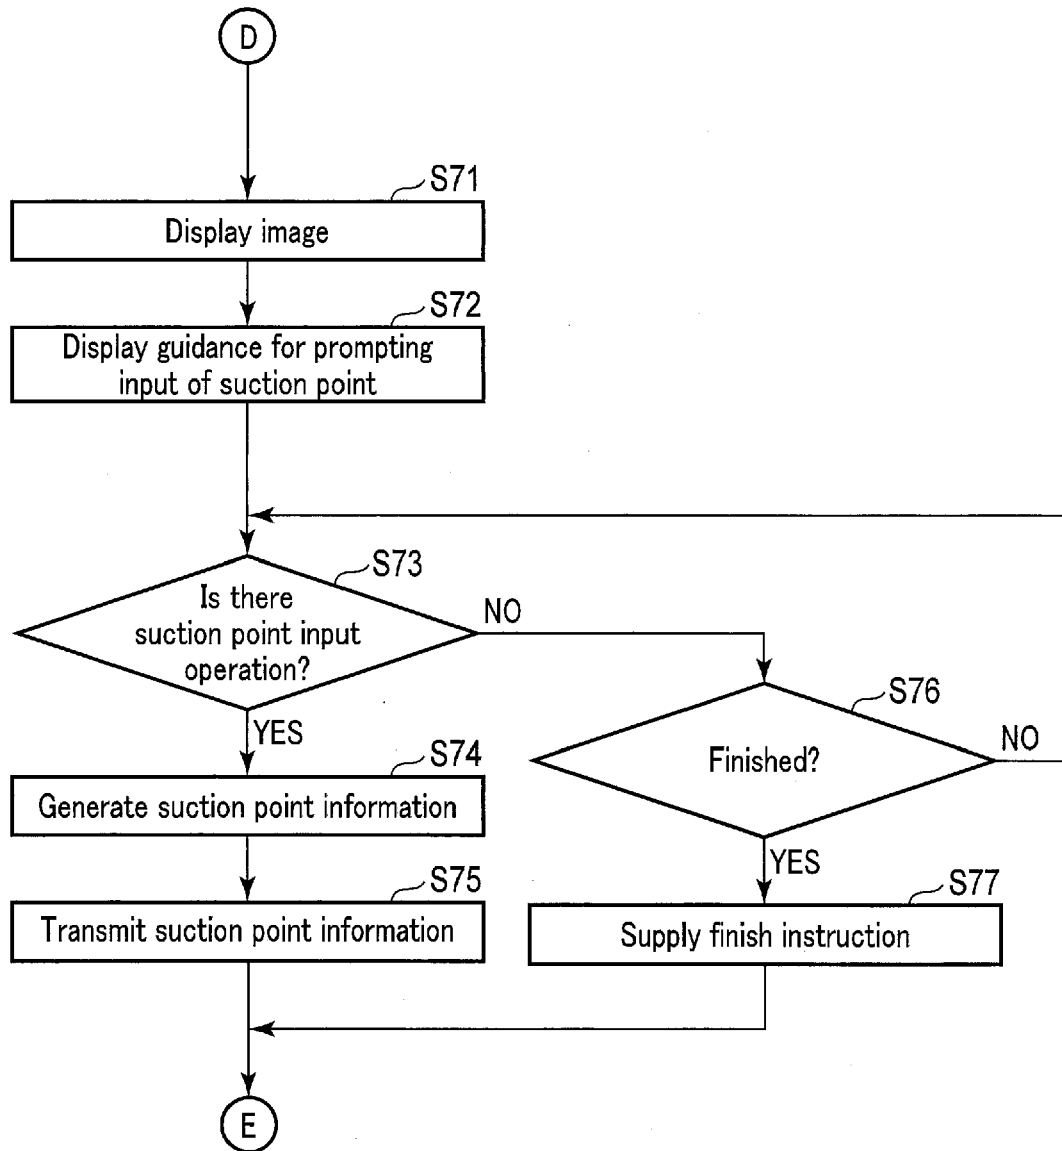 D
S71
Display image
S72
Display guidance for prompting
input of suction point
S73
Is there
suction point input
operation?
NO
YES
S76
Finished?
NO
YES
S74
Generate suction point information
S75
Transmit suction point information
S77
Supply finish instruction
E